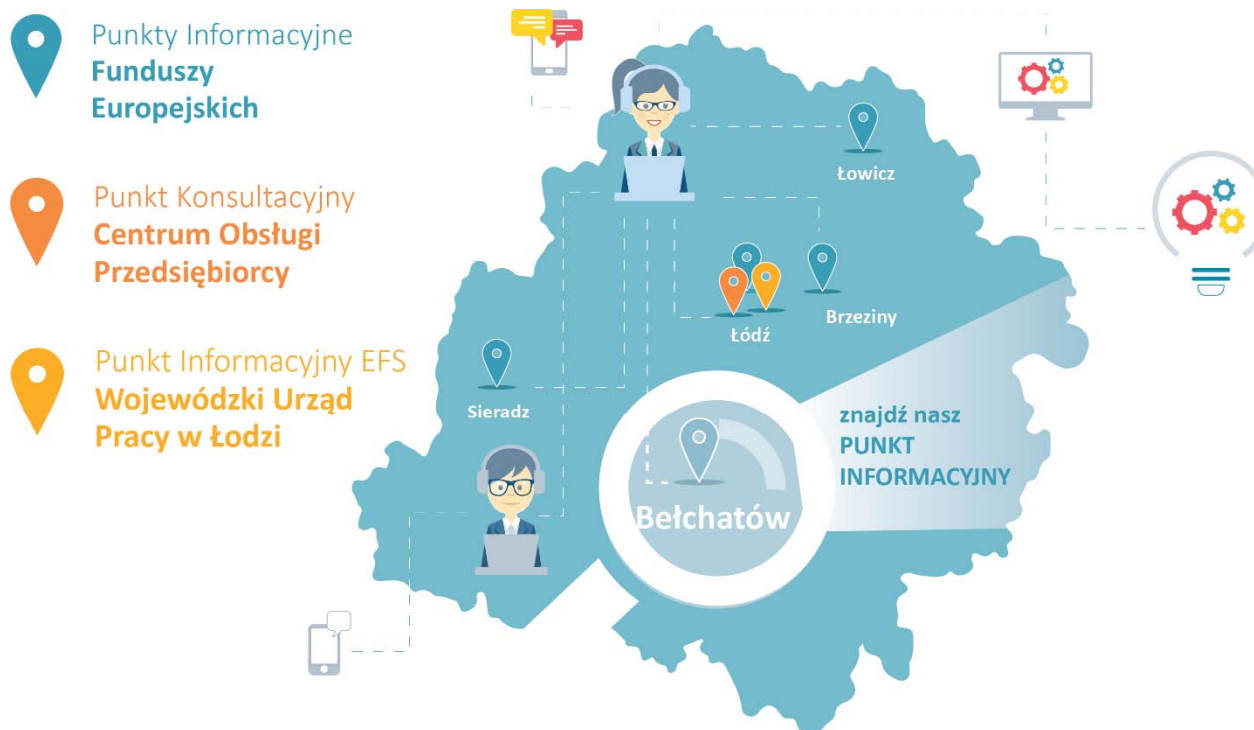 Punkty Informacyjne
Funduszy
Europejskich
Punkt Konsultacyjny
Centrum Obsługi
Przedsiębiorcy
Punkt Informacyjny EFS
Wojewódzki Urząd
Pracy w Łodzi
Łowicz
Łódź
Brzeziny
Sieradz
znajdź nasz
PUNKT
INFORMACYJNY
Bełchatów